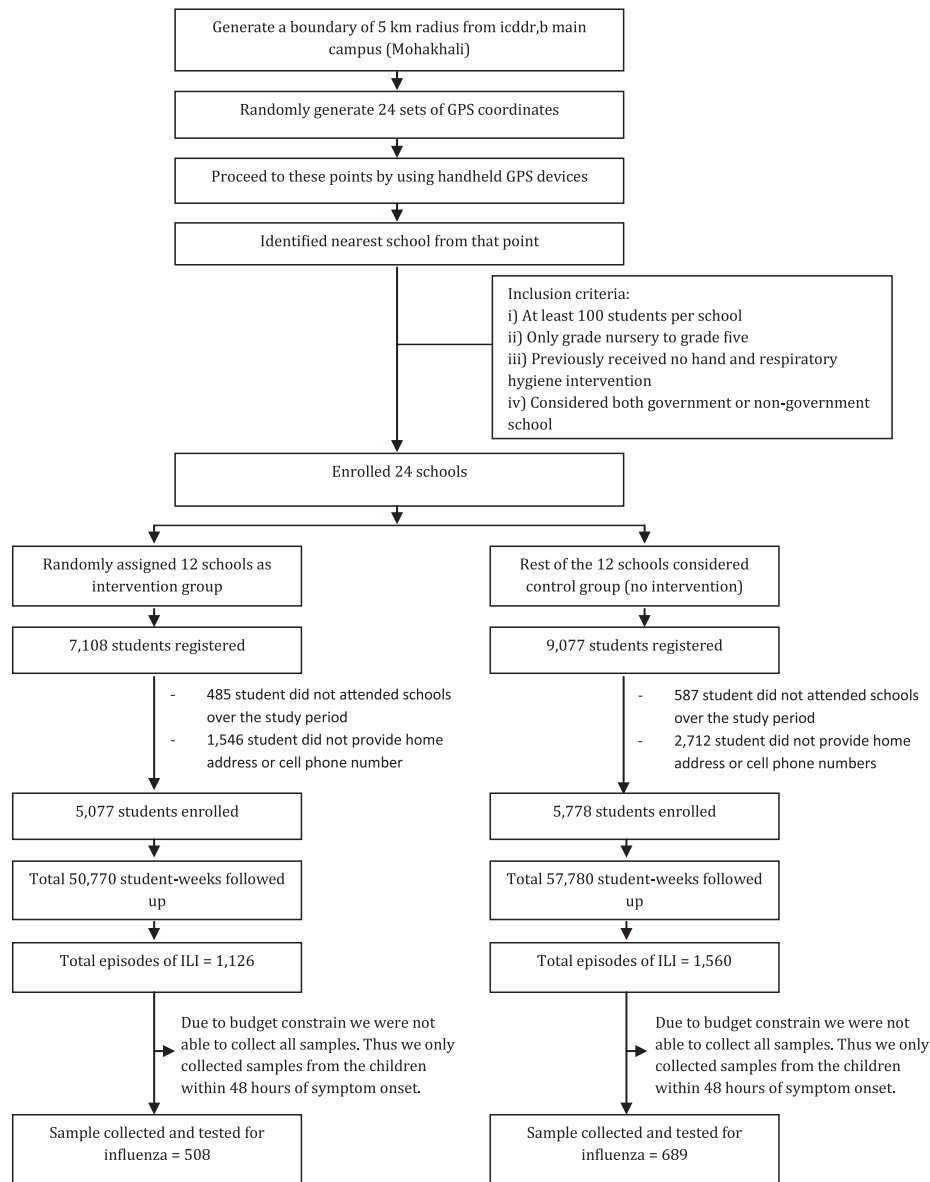 Generate a boundary of 5 km radius from icddr,b main
campus (Mohakhali)
Randomly generate 24 sets of GPS coordinates
Proceed to these points by using handheld GPS devices
Identified nearest school from that point
Inclusion criteria:
i) At least 100 students per school
ii) Only grade nursery to grade five
iii) Previously received no hand and respiratory
hygiene intervention
iv) Considered both government or non-government
school
Enrolled 24 schools
Randomly assigned 12 schools as
intervention group
7,108 students registered
- 485 student did not attended schools
over the study period
- 1,546 student did not provide home
address or cell phone number
5,077 students enrolled
Total 50,770 student-weeks followed
up
Total episodes of ILI = 1,126
Due to budget constrain we were not
able to collect all samples. Thus we only
collected samples from the children
within 48 hours of symptom onset.
Sample collected and tested for
influenza = 508
Rest of the 12 schools considered
control group (no intervention)
9,077 students registered
- 587 student did not attended schools
over the study period
- 2,712 student did not provide home
address or cell phone numbers
5,778 students enrolled
Total 57,780 student-weeks followed
up
Total episodes of ILI = 1,560
Due to budget constrain we were not
able to collect all samples. Thus we only
collected samples from the children
within 48 hours of symptom onset.
Sample collected and tested for
influenza = 689